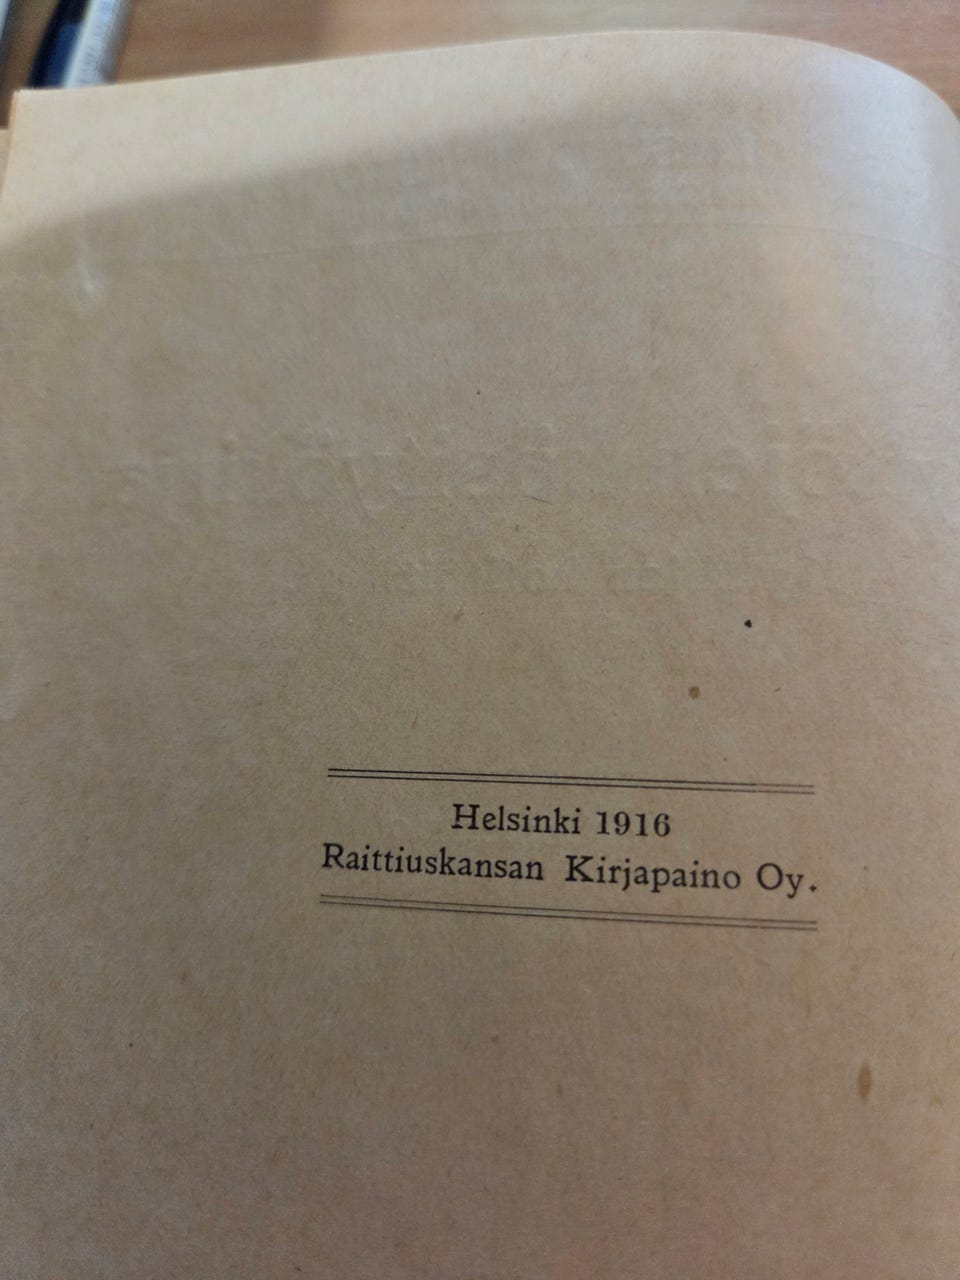 Helsinki 1916
Raittiuskansan Kirjapaino Oy.